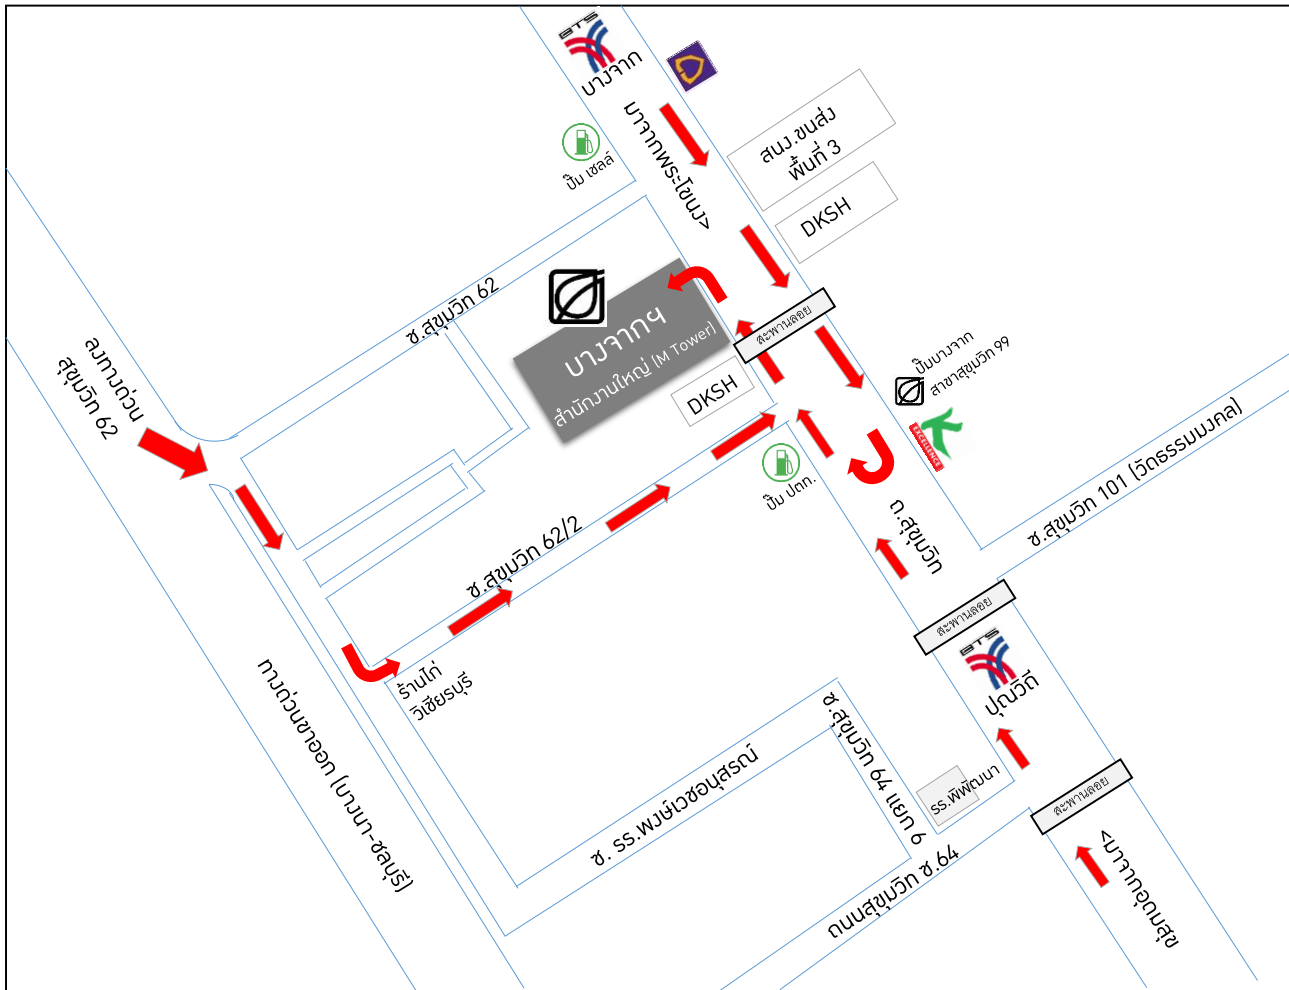 BTS
บางจาก
มาจากพระโขนง>
ปั๊ม เชลล์
สนง.ขนส่ง
พื้นที่ 3
DKSH
ซ.สุขุมวิท 62
บางจากฯ
สำนักงานใหญ่ (M Tower)
สะพานลอย
DKSH
ปั๊มบางจาก
สาขาสุขุมวิท 99
EXCELLENCE
ลงทางด่วน
สุขุมวิท 62
ปั๊ม ปตท.
ซ.สุขุมวิท 101 (วัดธรรมมงคล)
ถ.สุขุมวิท
ซ.สุขุมวิท 62/2
สะพานลอย
BTS
ปุณวิถี
ร้านไก่
วิเชียรบุรี
ทางด่วนขาออก (บางนา-ชลบุรี)
ซ. รร.พงษ์เวชอนุสรณ์
ซ.สุขุมวิท 64 แยก 6
รร.พิพัฒนา
สะพานลอย
ถนนสุขุมวิท ซ.64
<มาจากอุดมสุข